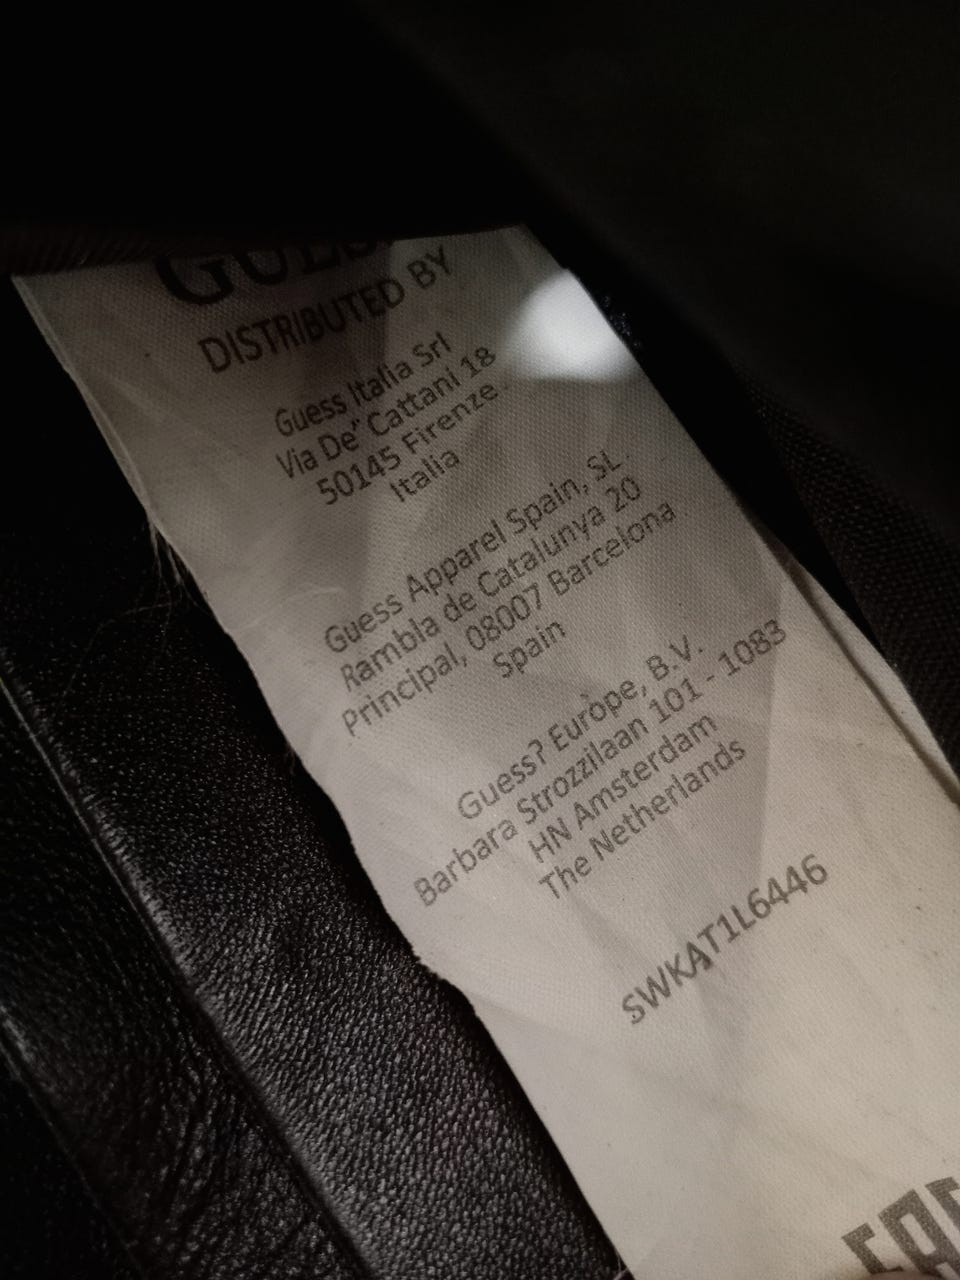 GUESS
DISTRIBUTED BY
Guess Italia Srl
Via De" Cattani 18
50145 Firenze
Italia
Guess Apparel Spain, SL
Rambla de Catalunya 20
Principal, 08007 Barcelona
Spain
Guess? Europe, B.V.
Barbara Strozzilaan 101 - 1083
HN Amsterdam
The Netherlands
SWKAT1L6446